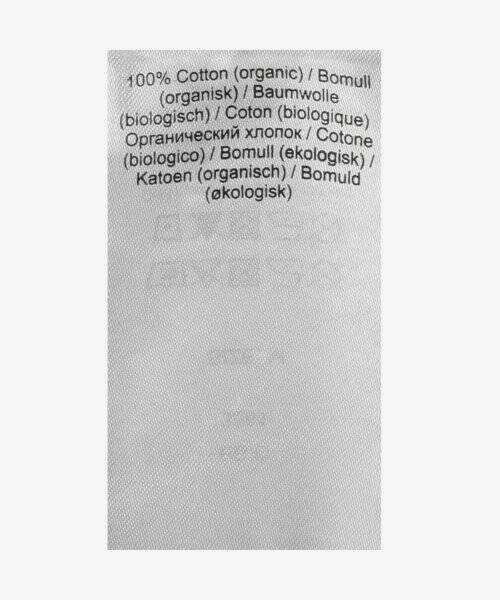 100% Cotton (organic) / Bomull
(organisk) / Baumwolle
(biologisch) / Coton (biologique)
Органический хлопок / Cotone
(biologico) / Bomull (ekologisk) /
Katoen (organisch) / Bomuld
(økologisk)